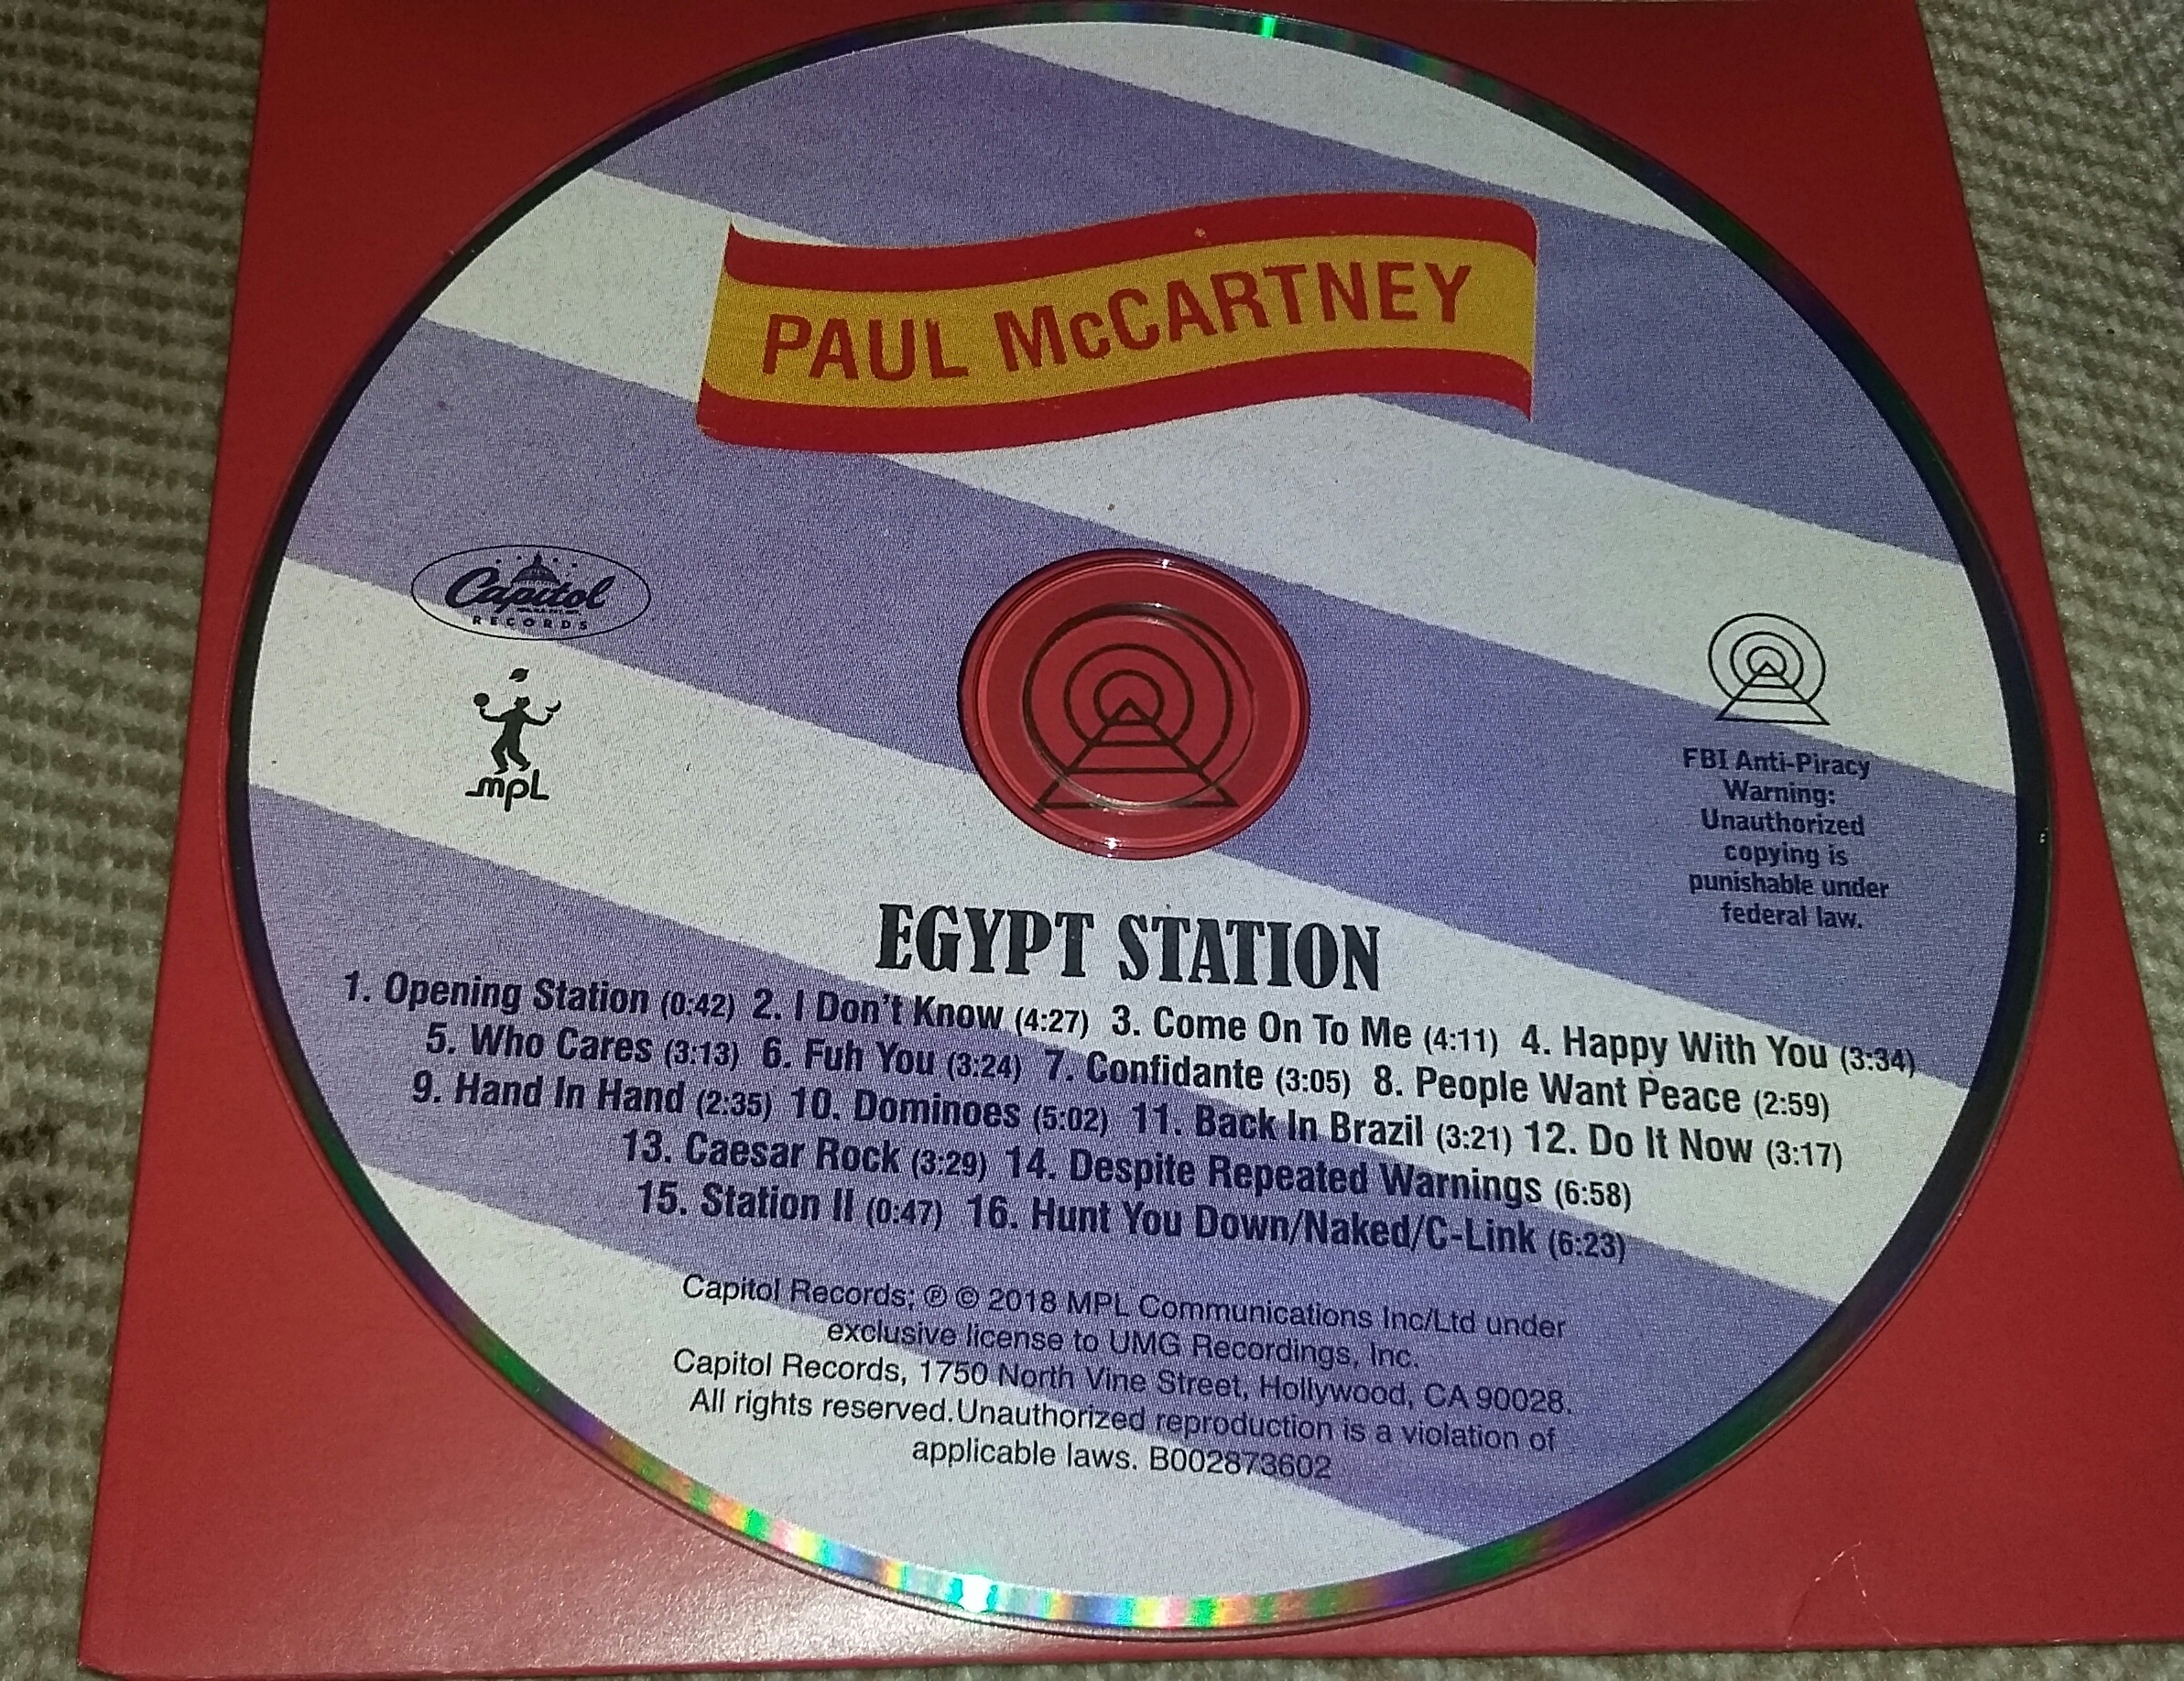 PAUL McCARTNEY
Capitol
RECORDS
mpL
FBI Anti-Piracy
Warning:
Unauthorized
copying is
punishable under
federal law.
EGYPT STATION
1. Opening Station (0:42) 2. I Don't Know (4:27) 3. Come On To Me (4:11) 4. Happy With You (3:34)
5. Who Cares (3:13) 6. Fuh You (3:24) 7. Confidante (3:05) 8. People Want Peace (2:59)
9. Hand In Hand (2:35) 10. Dominoes (5:02) 11. Back In Brazil (3:21) 12. Do It Now (3:17)
13. Caesar Rock (3:29) 14. Despite Repeated Warnings (6:58)
15. Station II (0:47) 16. Hunt You Down/Naked/C-Link (6:23)
Capitol Records; ℗ © 2018 MPL Communications Inc/Ltd under
exclusive license to UMG Recordings, Inc.
Capitol Records, 1750 North Vine Street, Hollywood, CA 90028.
All rights reserved.Unauthorized reproduction is a violation of
applicable laws. B002873602